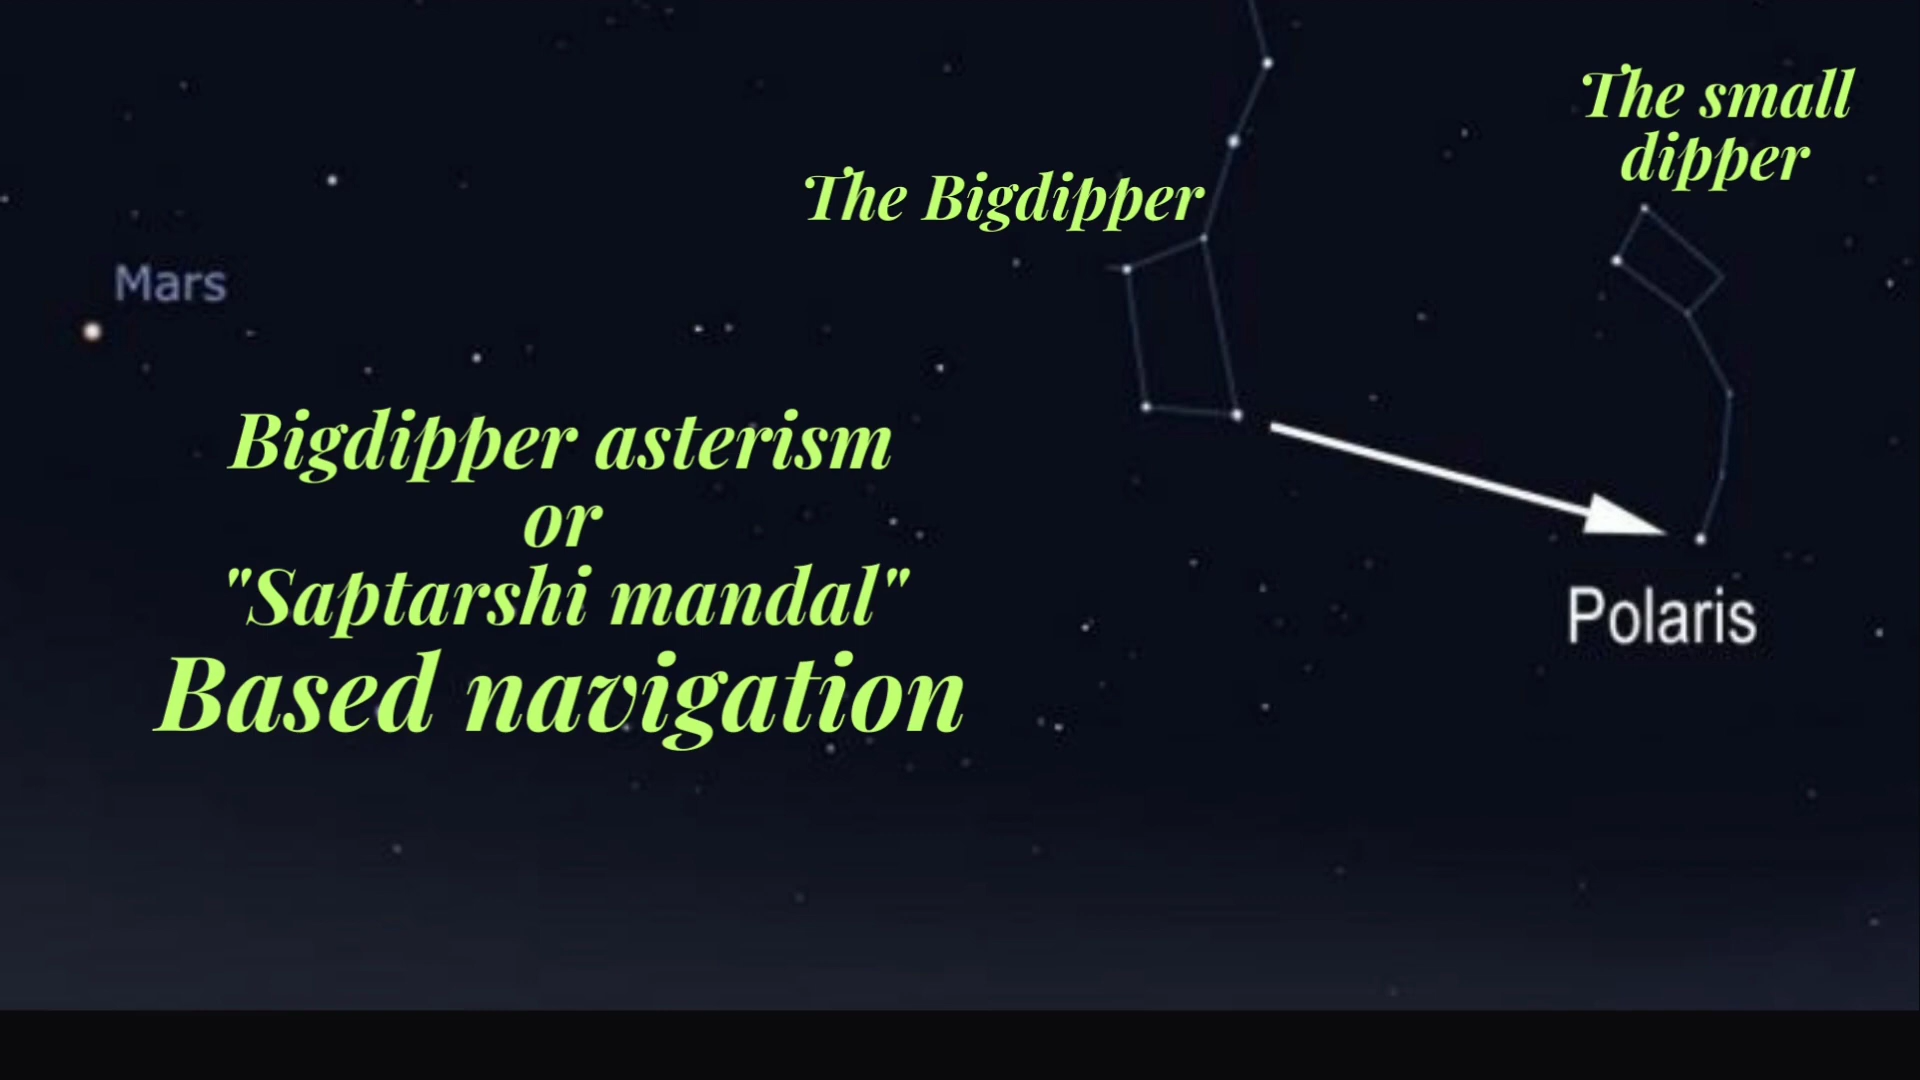 The small
dipper
The Bigdipper
Mars
Bigdipper asterism
or
"Saptarshi mandal"
Based navigation
Polaris